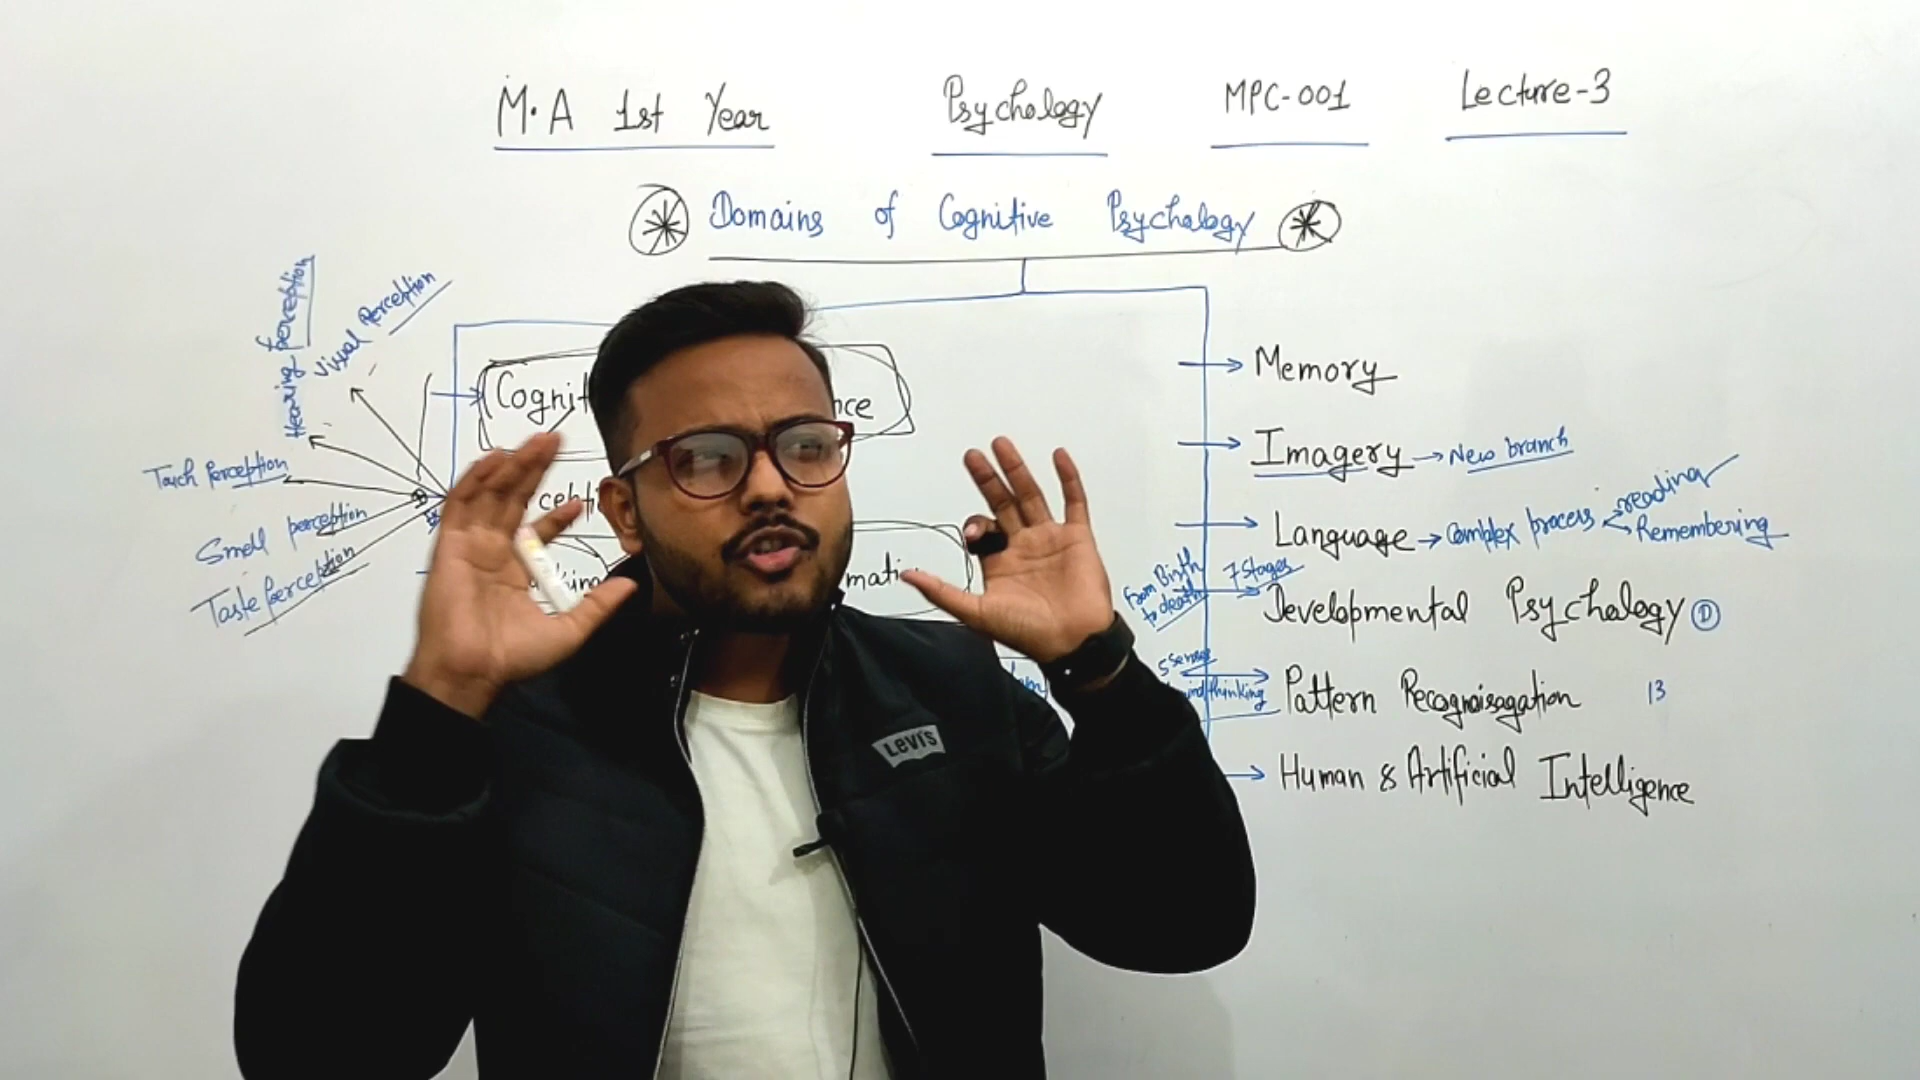 M.A 1st Year Psychology MPC-001 Lecture-3
Domains of Cognitive Psychology
Hearing perception
Visual Perception
Touch Perception
Smell perception
Taste perception
Memory
Imagery → New branch
Language → Complex process reading
Remembering
from Birth to death
7 Stages
Developmental Psychology D
5 sense
thinking
Pattern
13
Human & Artificial Intelligence
Levi's